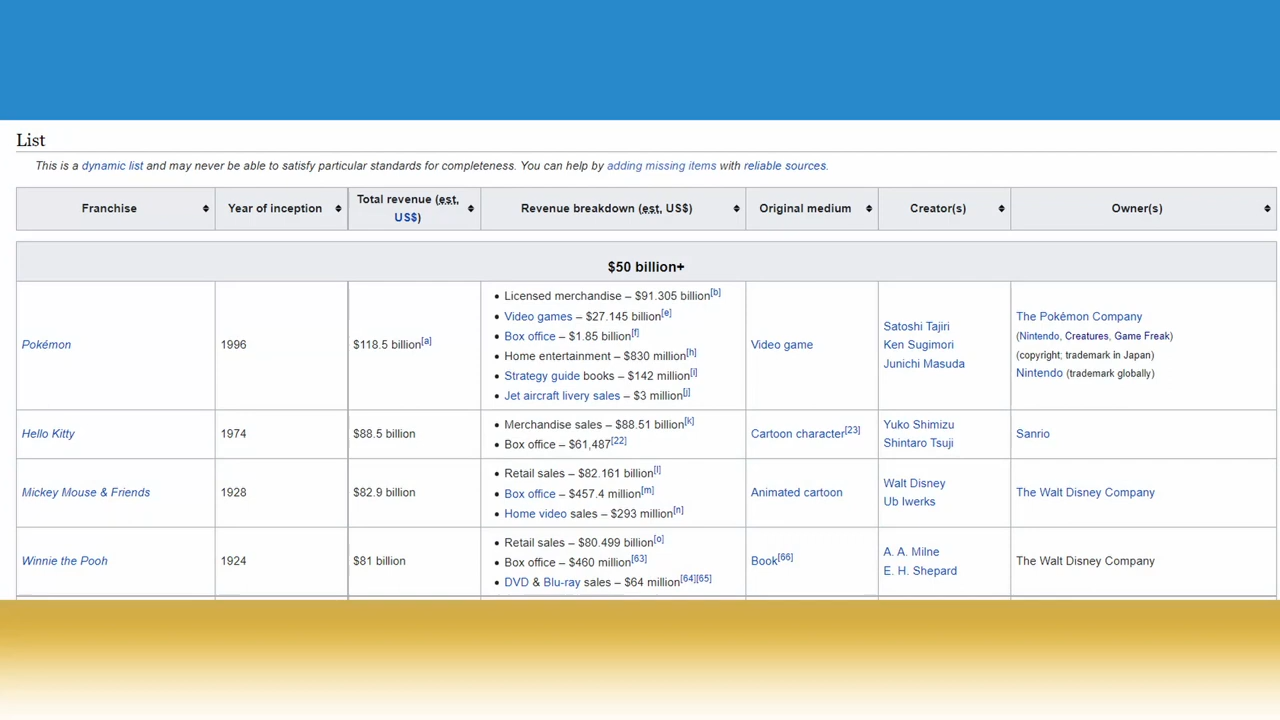 List
This is a dynamic list and may never be able to satisfy particular standards for completeness. You can help by adding missing items with reliable sources.
Franchise Year of inception Total revenue (est, US$) Revenue breakdown (est, US$) Original medium Creator(s) Owner(s)
$50 billion+
Pokémon 1996 $118.5 billion[a]
• Licensed merchandise – $91.305 billion[b]
• Video games – $27.145 billion[e]
• Box office – $1.85 billion[f]
• Home entertainment – $830 million[h]
• Strategy guide books – $142 million[i]
• Jet aircraft livery sales – $3 million[j]
Video game
Satoshi Tajiri
Ken Sugimori
Junichi Masuda
The Pokémon Company
(Nintendo, Creatures, Game Freak)
(copyright; trademark in Japan)
Nintendo (trademark globally)
Hello Kitty 1974 $88.5 billion
• Merchandise sales – $88.51 billion[k]
• Box office – $61,487[22]
Cartoon character[23]
Yuko Shimizu
Shintaro Tsuji
Sanrio
Mickey Mouse & Friends 1928 $82.9 billion
• Retail sales – $82.161 billion[l]
• Box office – $457.4 million[m]
• Home video sales – $293 million[n]
Animated cartoon
Walt Disney
Ub Iwerks
The Walt Disney Company
Winnie the Pooh 1924 $81 billion
• Retail sales – $80.499 billion[o]
• Box office – $460 million[63]
• DVD & Blu-ray sales – $64 million[64][65]
Book[66]
A. A. Milne
E. H. Shepard
The Walt Disney Company